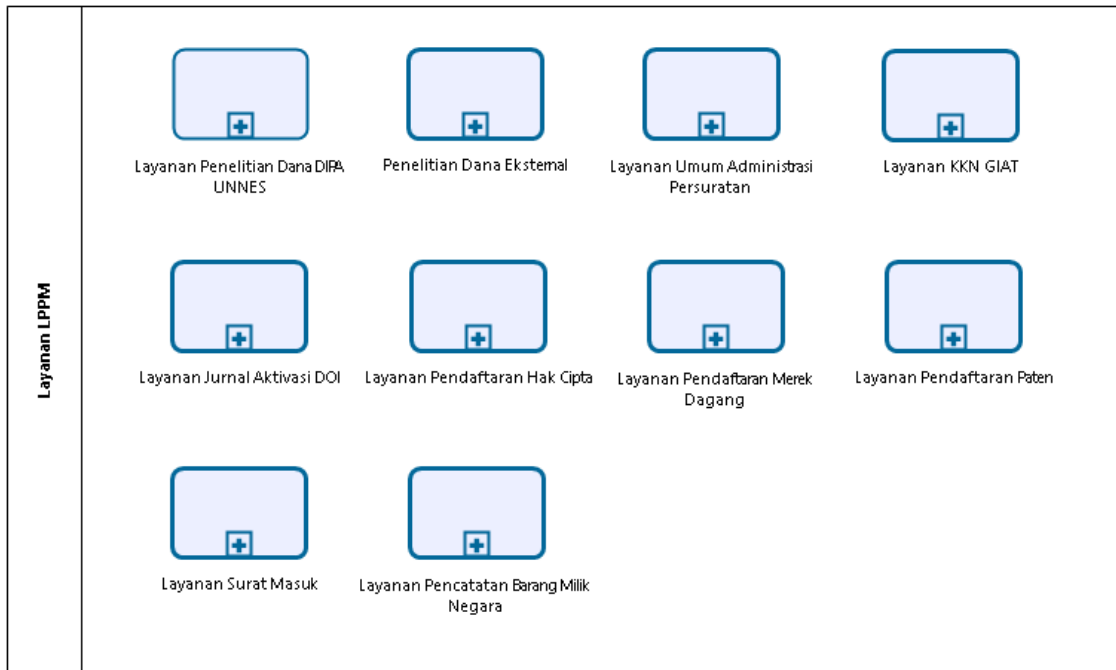 Layanan LPPM
Layanan Penelitian Dana DIPA
UNNES
Penelitian Dana Eksternal
Layanan Umum Administrasi
Persuratan
Layanan KKN GIAT
Layanan Jurnal Aktivasi DOI
Layanan Pendaftaran Hak Cipta
Layanan Pendaftaran Merek
Dagang
Layanan Pendaftaran Paten
Layanan Surat Masuk
Layanan Pencatatan Barang Milik
Negara